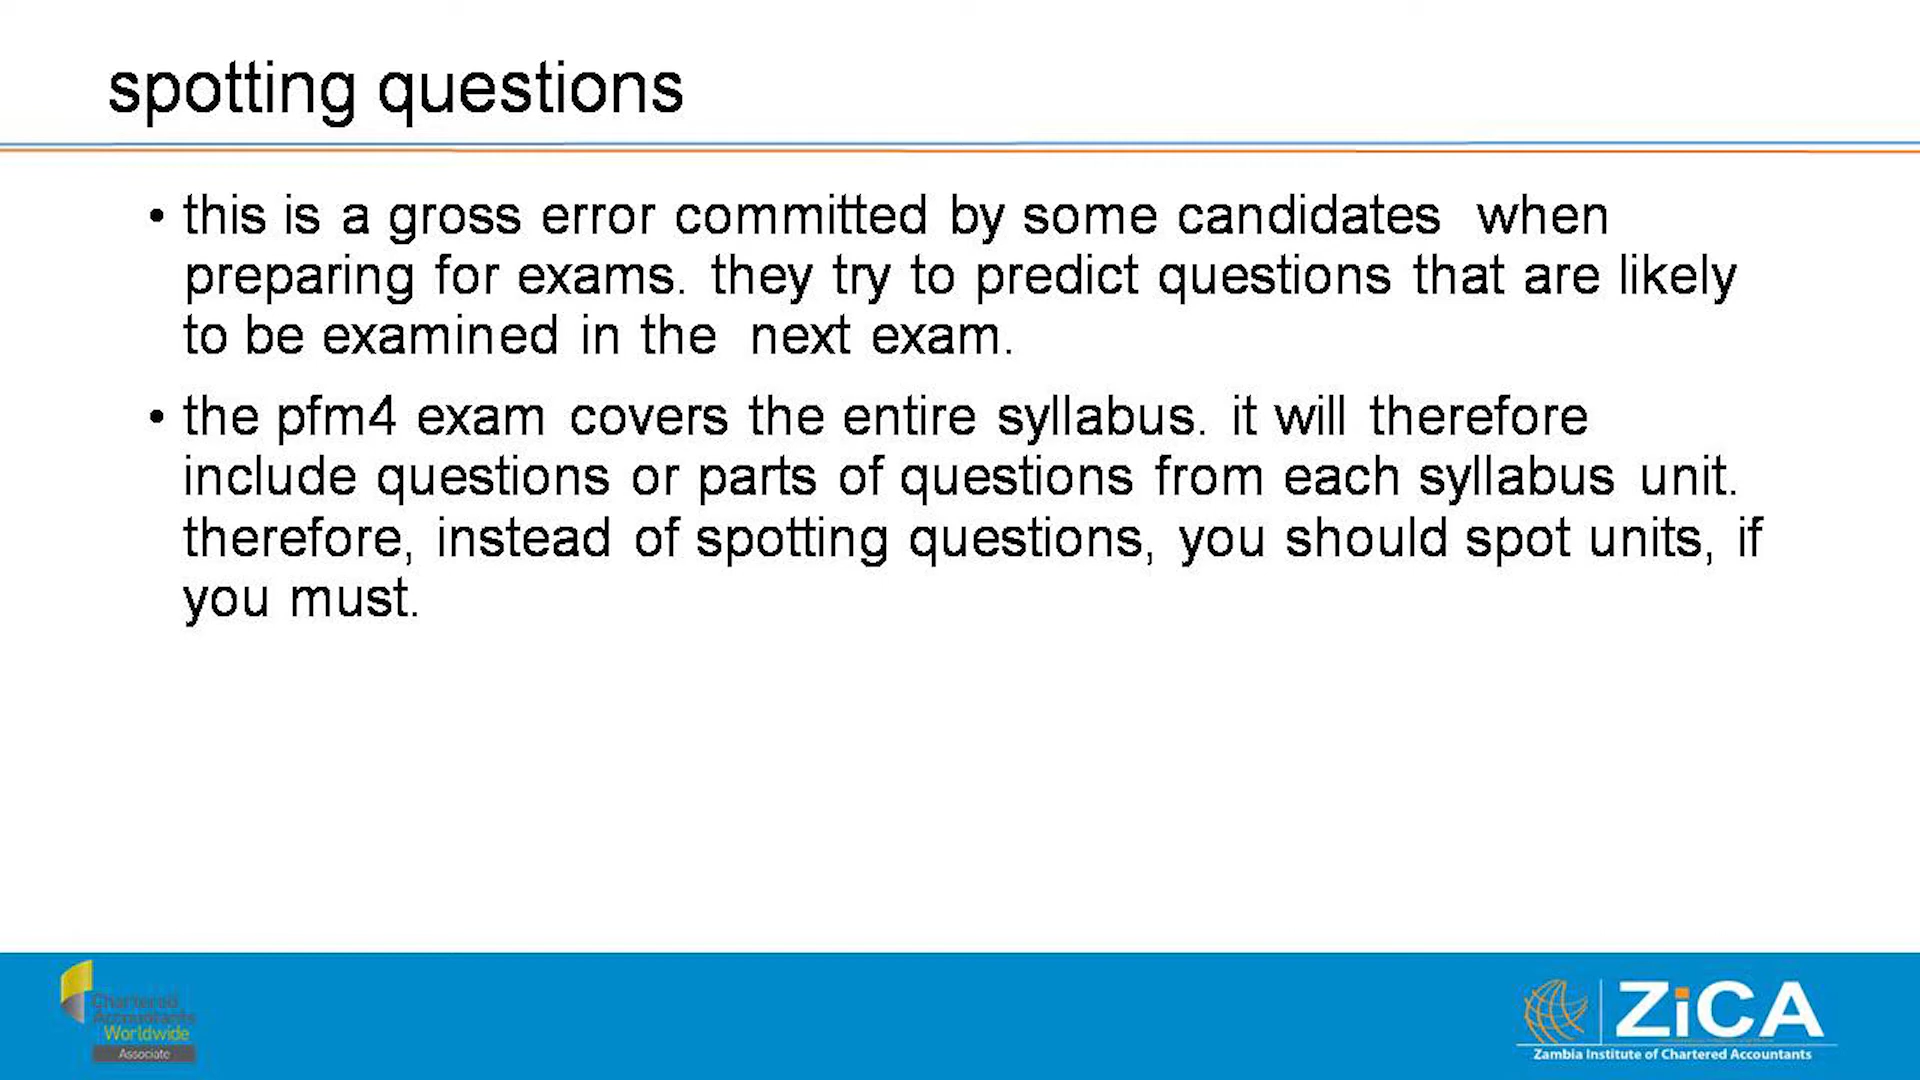 spotting questions
• this is a gross error committed by some candidates when
preparing for exams. they try to predict questions that are likely
to be examined in the next exam.
• the pfm4 exam covers the entire syllabus. it will therefore
include questions or parts of questions from each syllabus unit.
therefore, instead of spotting questions, you should spot units, if
you must.
Chartered
Accountants
Worldwide
Associate
ZiCA
Zambia Institute of Chartered Accountants